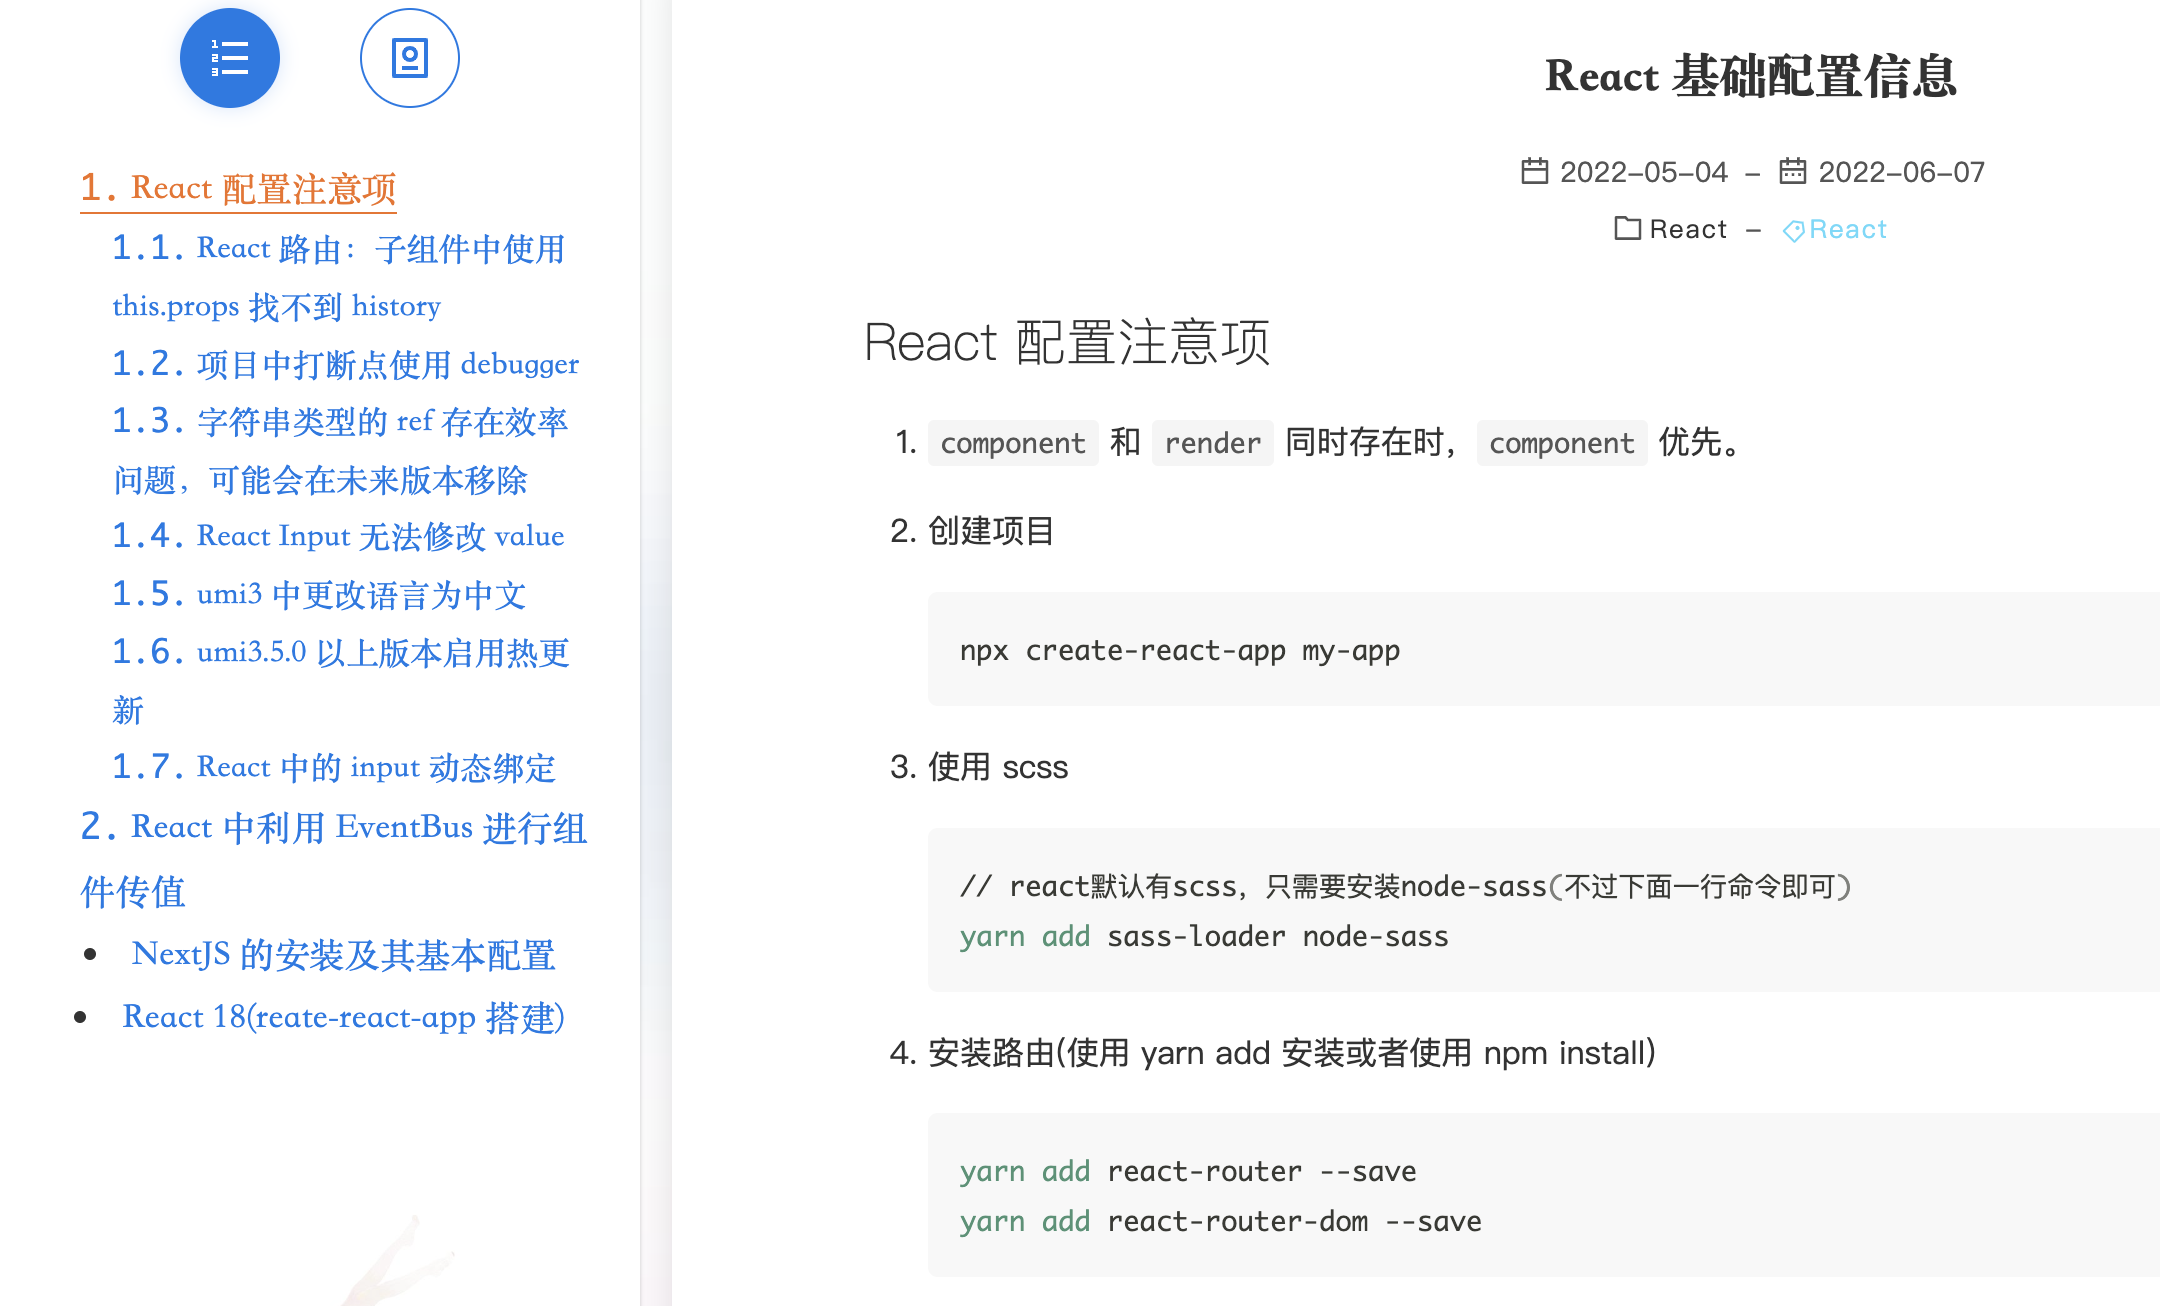 1. React 配置注意项
1.1. React 路由：子组件中使用
this.props 找不到 history
1.2. 项目中打断点使用 debugger
1.3. 字符串类型的 ref 存在效率
问题，可能会在未来版本移除
1.4. React Input 无法修改 value
1.5. umi3 中更改语言为中文
1.6. umi3.5.0 以上版本启用热更
新
1.7. React 中的 input 动态绑定
2. React 中利用 EventBus 进行组
件传值
• NextJS 的安装及其基本配置
• React 18(reate-react-app 搭建)
React 基础配置信息
2022-05-04 – 2022-06-07
React – React
React 配置注意项
1. component 和 render 同时存在时，component 优先。
2. 创建项目
npx create-react-app my-app
3. 使用 scss
// react默认有scss，只需要安装node-sass(不过下面一行命令即可)
yarn add sass-loader node-sass
4. 安装路由(使用 yarn add 安装或者使用 npm install)
yarn add react-router --save
yarn add react-router-dom --save